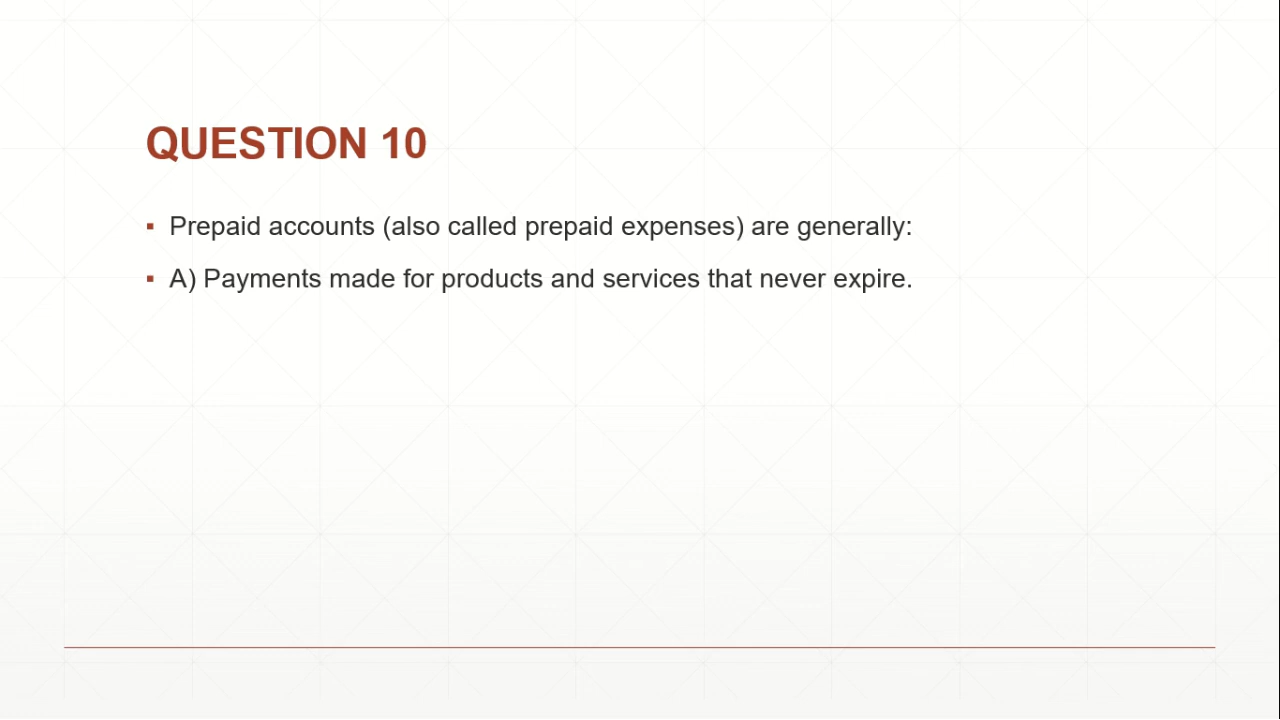 QUESTION 10
▪ Prepaid accounts (also called prepaid expenses) are generally:
▪ A) Payments made for products and services that never expire.